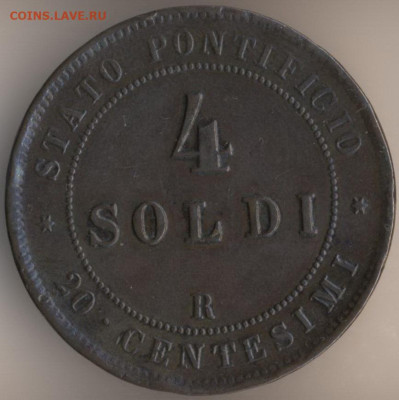 COINS.LAVE.RU
STATO PONTIFICIO
4
SOLDI
R
* 20 · CENTESIMI *